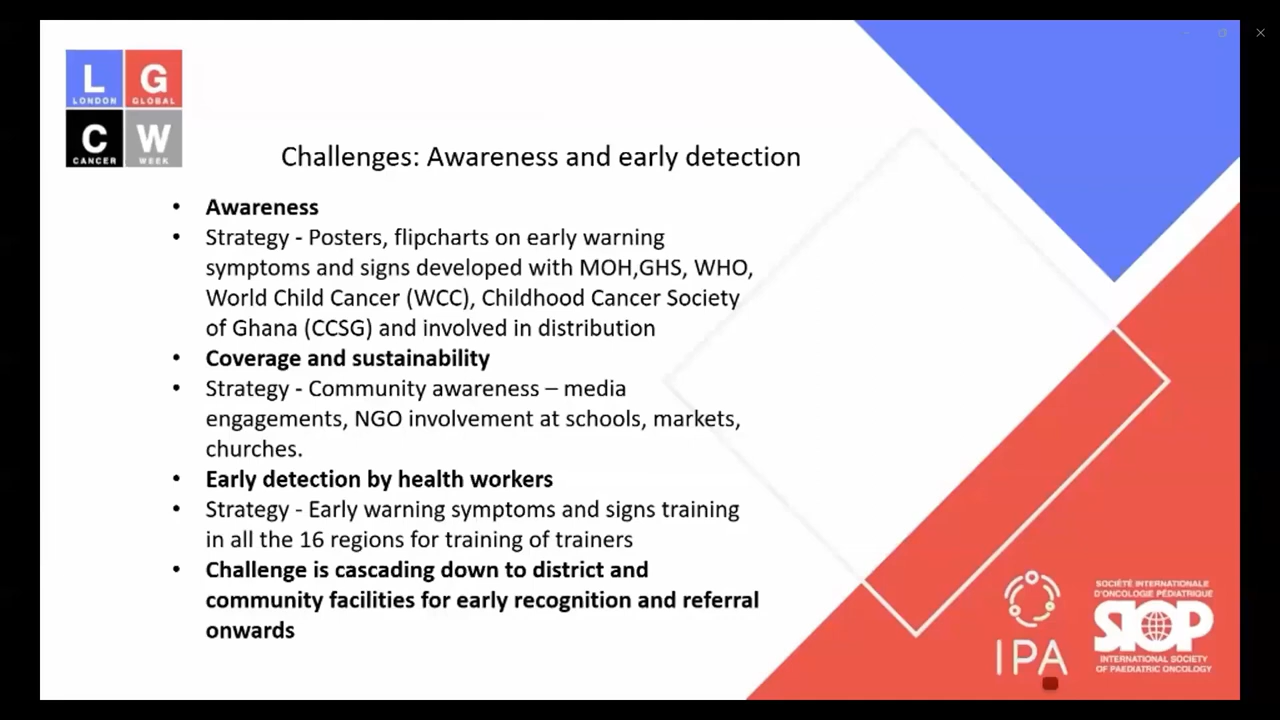 L G
LONDON GLOBAL
C W
CANCER WEEK
Challenges: Awareness and early detection
• Awareness
• Strategy - Posters, flipcharts on early warning
symptoms and signs developed with MOH,GHS, WHO,
World Child Cancer (WCC), Childhood Cancer Society
of Ghana (CCSG) and involved in distribution
• Coverage and sustainability
• Strategy - Community awareness – media
engagements, NGO involvement at schools, markets,
churches.
• Early detection by health workers
• Strategy - Early warning symptoms and signs training
in all the 16 regions for training of trainers
• Challenge is cascading down to district and
community facilities for early recognition and referral
onwards
IPA
SOCIÉTÉ INTERNATIONALE
D'ONCOLOGIE PÉDIATRIQUE
SIOP
INTERNATIONAL SOCIETY
OF PAEDIATRIC ONCOLOGY